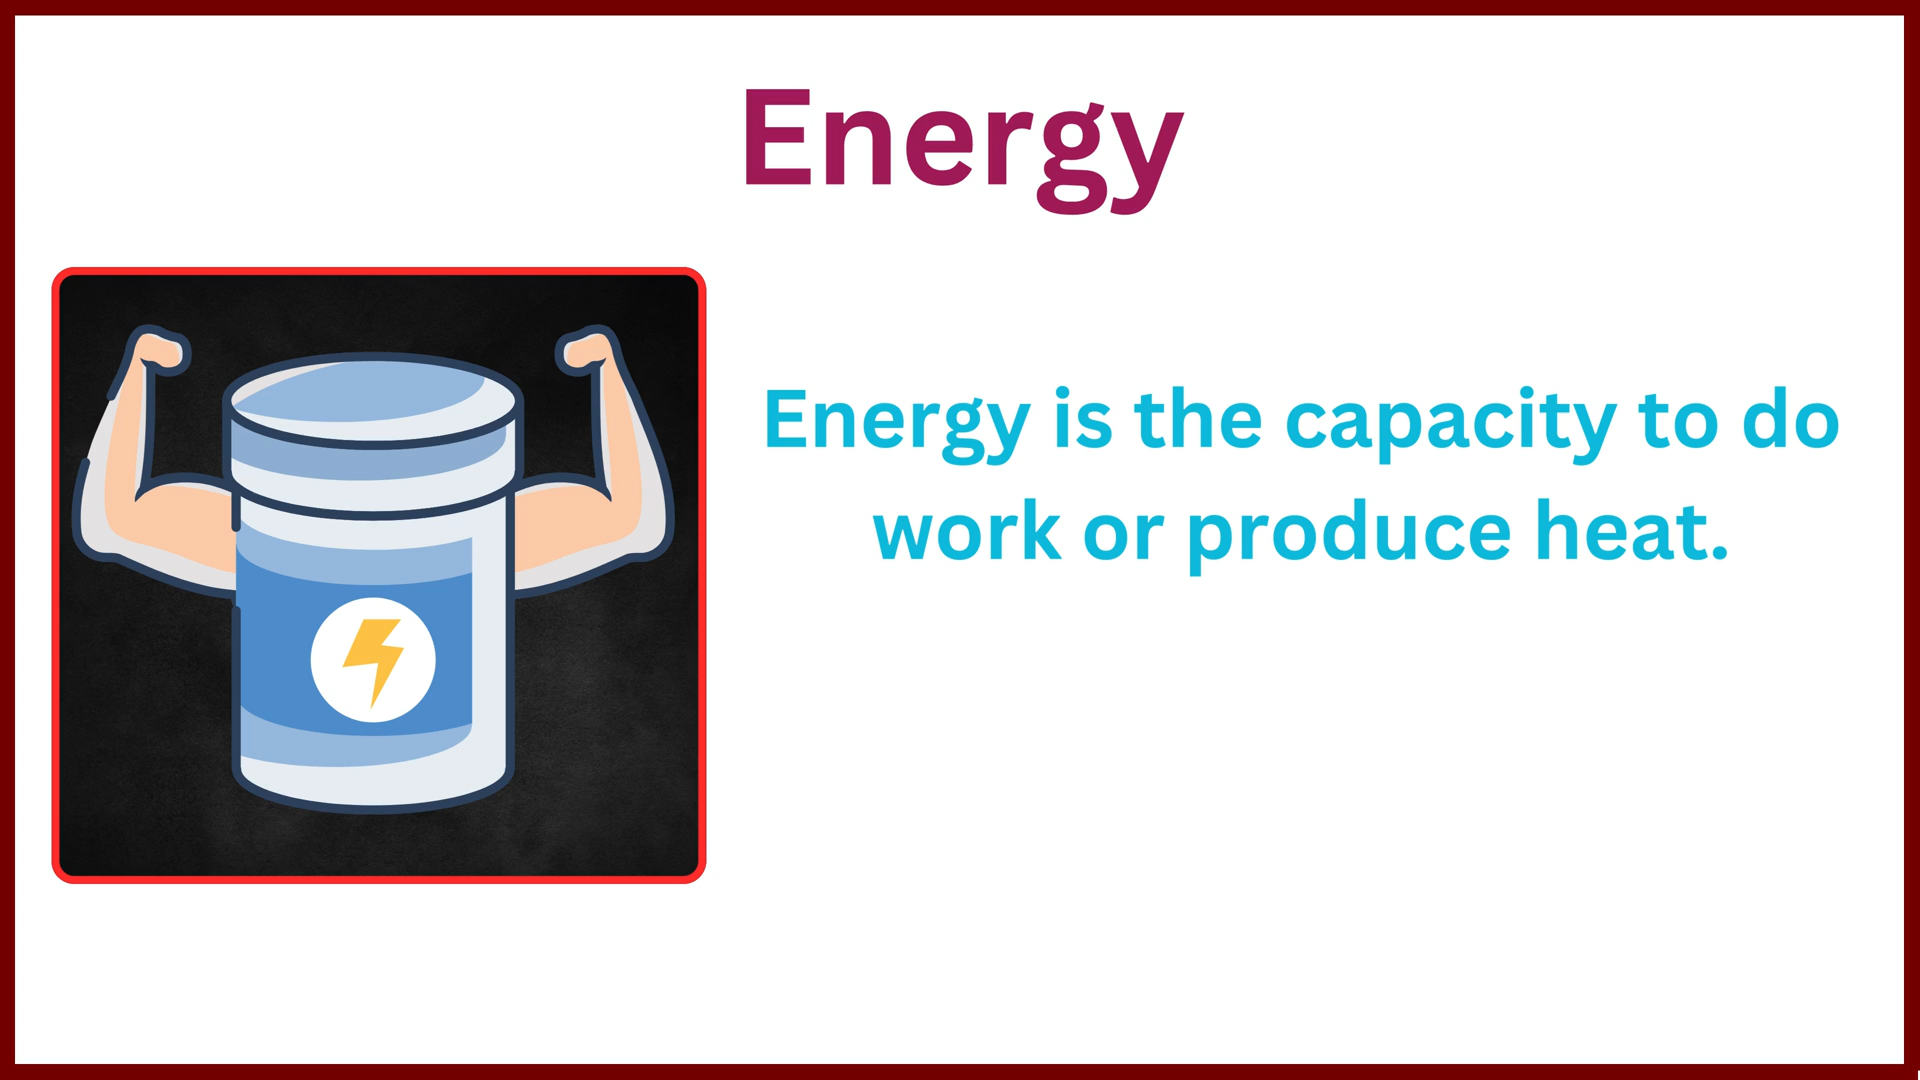 Energy
Energy is the capacity to do
work or produce heat.